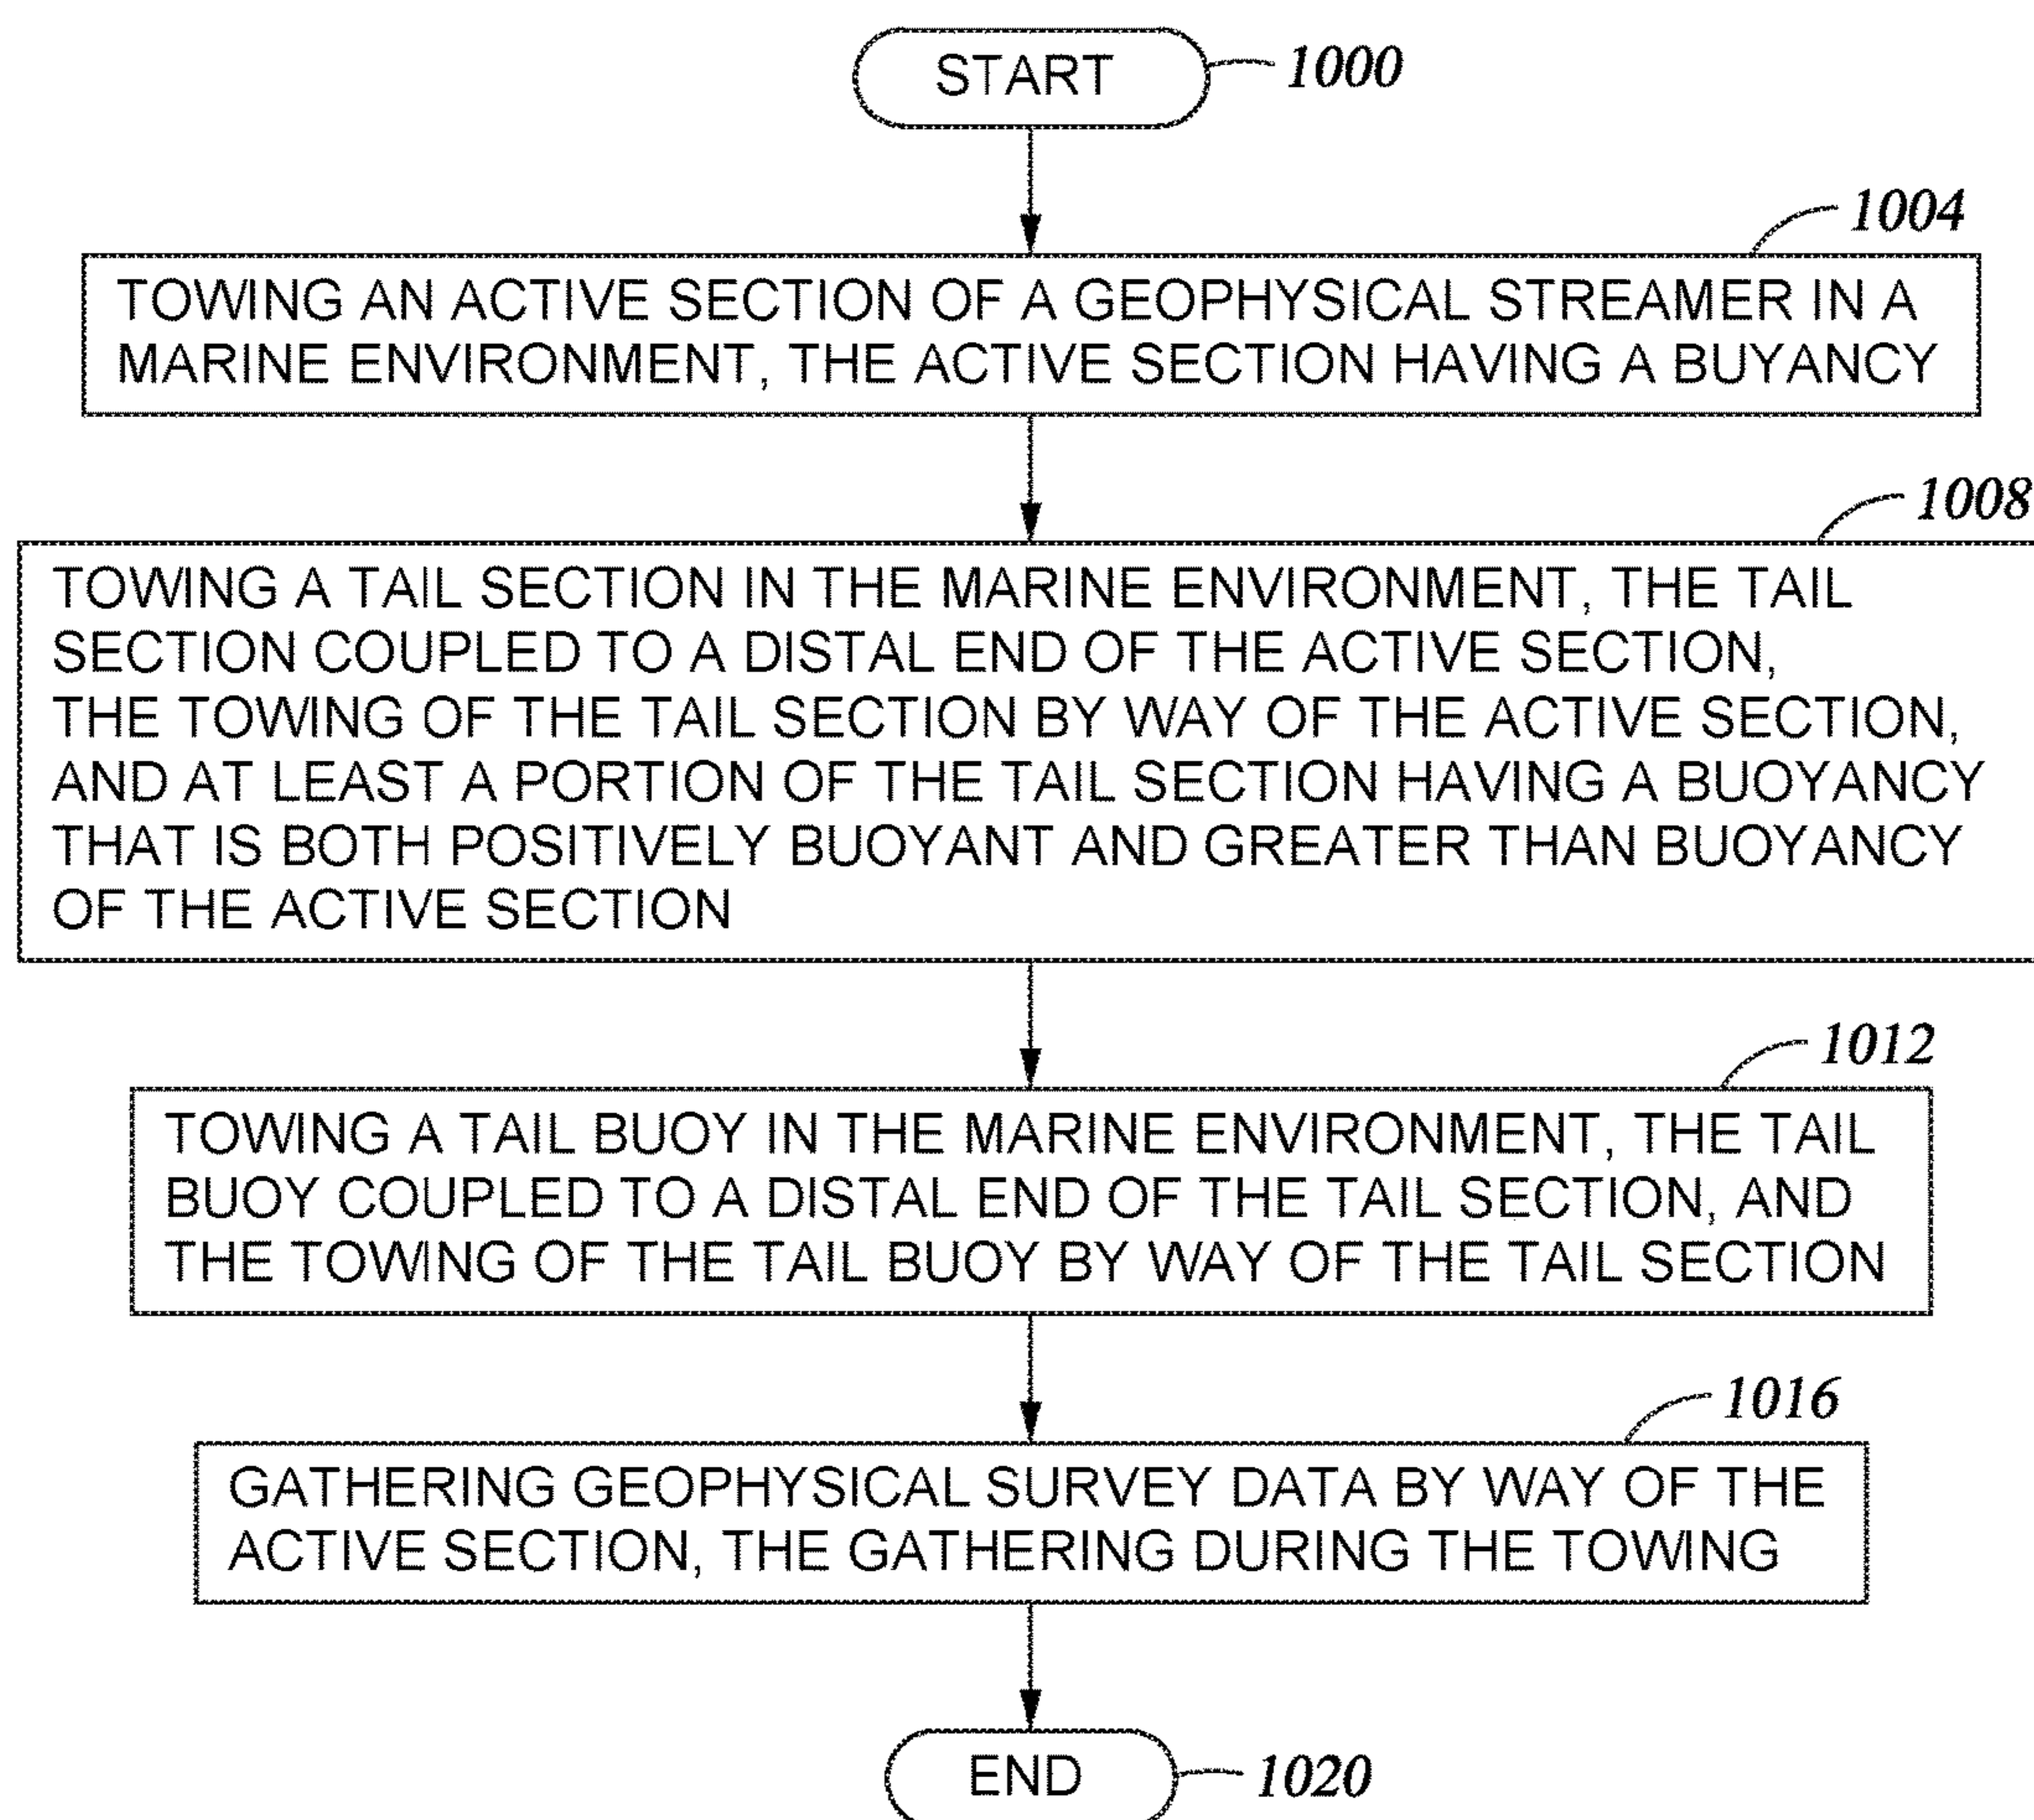 START
1000
1004
TOWING AN ACTIVE SECTION OF A GEOPHYSICAL STREAMER IN A
MARINE ENVIRONMENT, THE ACTIVE SECTION HAVING A BUYANCY
1008
TOWING A TAIL SECTION IN THE MARINE ENVIRONMENT, THE TAIL
SECTION COUPLED TO A DISTAL END OF THE ACTIVE SECTION,
THE TOWING OF THE TAIL SECTION BY WAY OF THE ACTIVE SECTION,
AND AT LEAST A PORTION OF THE TAIL SECTION HAVING A BUOYANCY
THAT IS BOTH POSITIVELY BUOYANT AND GREATER THAN BUOYANCY
OF THE ACTIVE SECTION
1012
TOWING A TAIL BUOY IN THE MARINE ENVIRONMENT, THE TAIL
BUOY COUPLED TO A DISTAL END OF THE TAIL SECTION, AND
THE TOWING OF THE TAIL BUOY BY WAY OF THE TAIL SECTION
1016
GATHERING GEOPHYSICAL SURVEY DATA BY WAY OF THE
ACTIVE SECTION, THE GATHERING DURING THE TOWING
END
1020